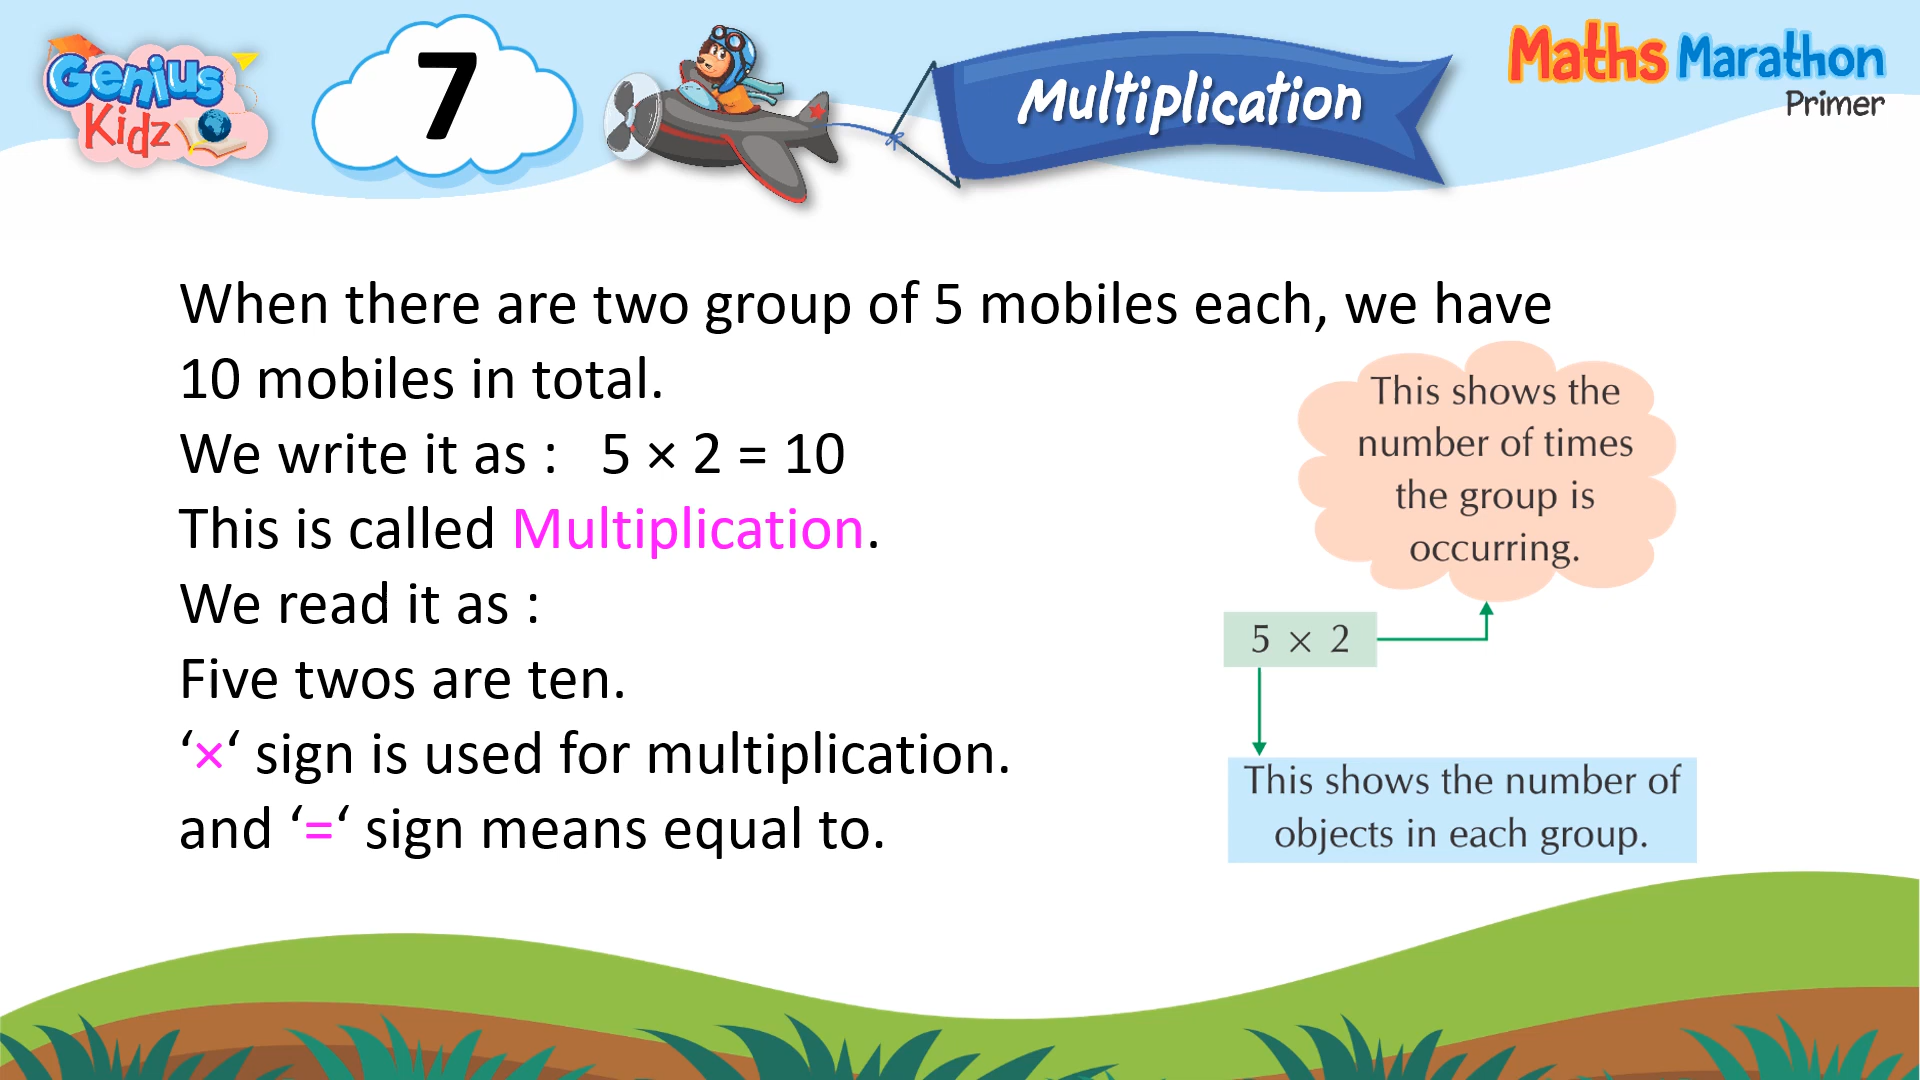 Genius
Kidz
7
Multiplication
Maths Marathon
Primer
When there are two group of 5 mobiles each, we have
10 mobiles in total.
We write it as :   5 × 2 = 10
This is called Multiplication.
We read it as :
Five twos are ten.
‘×‘ sign is used for multiplication.
and ‘=‘ sign means equal to.
This shows the
number of times
the group is
occurring.
5 × 2
This shows the number of
objects in each group.